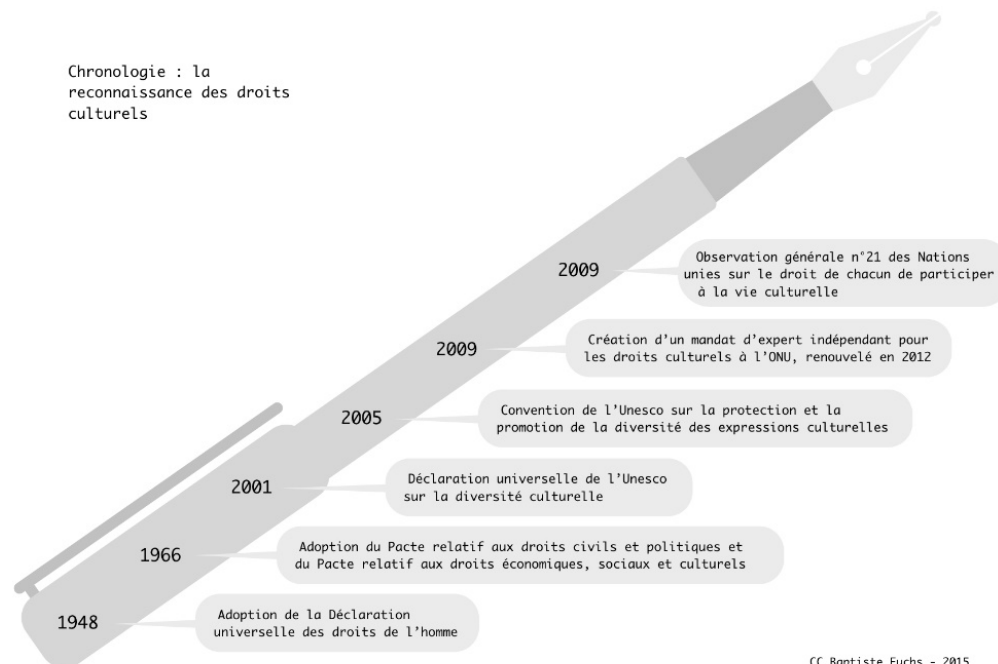 Chronologie : la
reconnaissance des droits
culturels
2009
Observation générale n°21 des Nations
unies sur le droit de chacun de participer
à la vie culturelle
2009
Création d’un mandat d’expert indépendant pour
les droits culturels à l’ONU, renouvelé en 2012
2005
Convention de l’Unesco sur la protection et la
promotion de la diversité des expressions culturelles
2001
Déclaration universelle de l’Unesco
sur la diversité culturelle
1966
Adoption du Pacte relatif aux droits civils et politiques et
du Pacte relatif aux droits économiques, sociaux et culturels
1948
Adoption de la Déclaration
universelle des droits de l’homme
CC Baptiste Fuchs - 2015